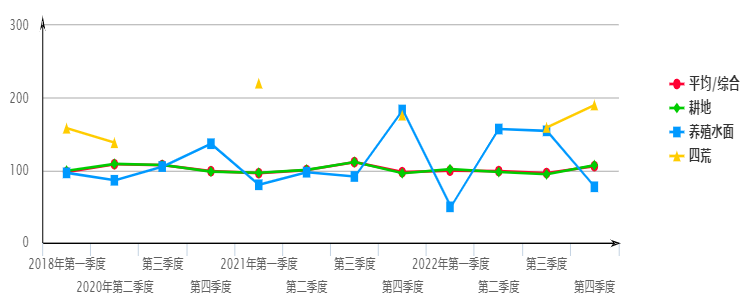 300
200
100
0
2018年第一季度
2020年第二季度
第三季度
第四季度
2021年第一季度
第二季度
第三季度
第四季度
2022年第一季度
第二季度
第三季度
第四季度
平均/综合
耕地
养殖水面
四荒